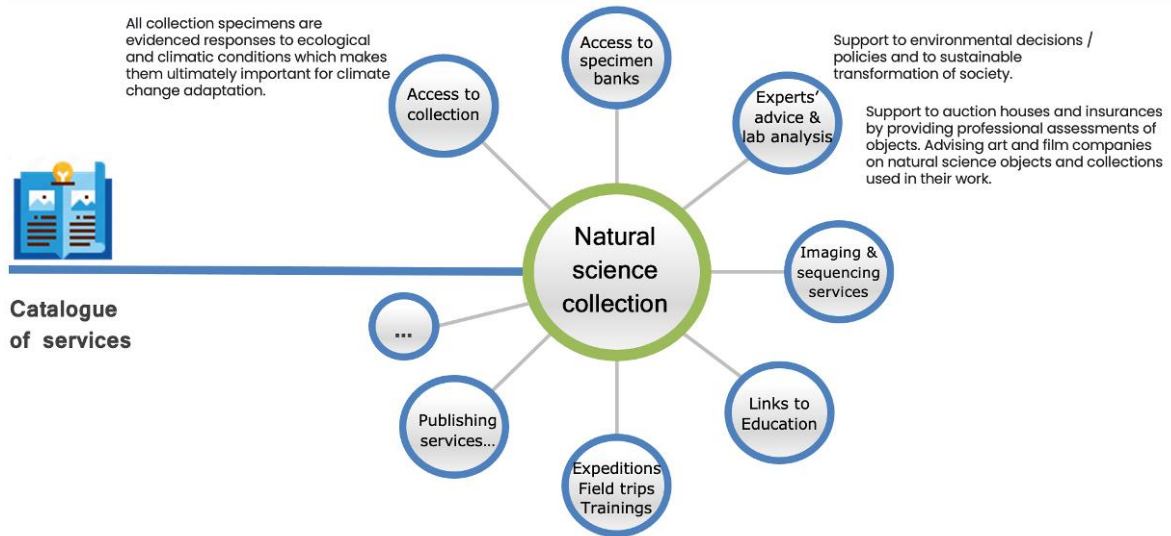 All collection specimens are
evidenced responses to ecological
and climatic conditions which makes
them ultimately important for climate
change adaptation.
Access to
collection
Access to
specimen
banks
Experts’
advice &
lab analysis
Support to environmental decisions /
policies and to sustainable
transformation of society.
Support to auction houses and insurances
by providing professional assessments of
objects. Advising art and film companies
on natural science objects and collections
used in their work.
Natural
science
collection
Imaging &
sequencing
services
Catalogue
of services
...
Publishing
services...
Expeditions
Field trips
Trainings
Links to
Education